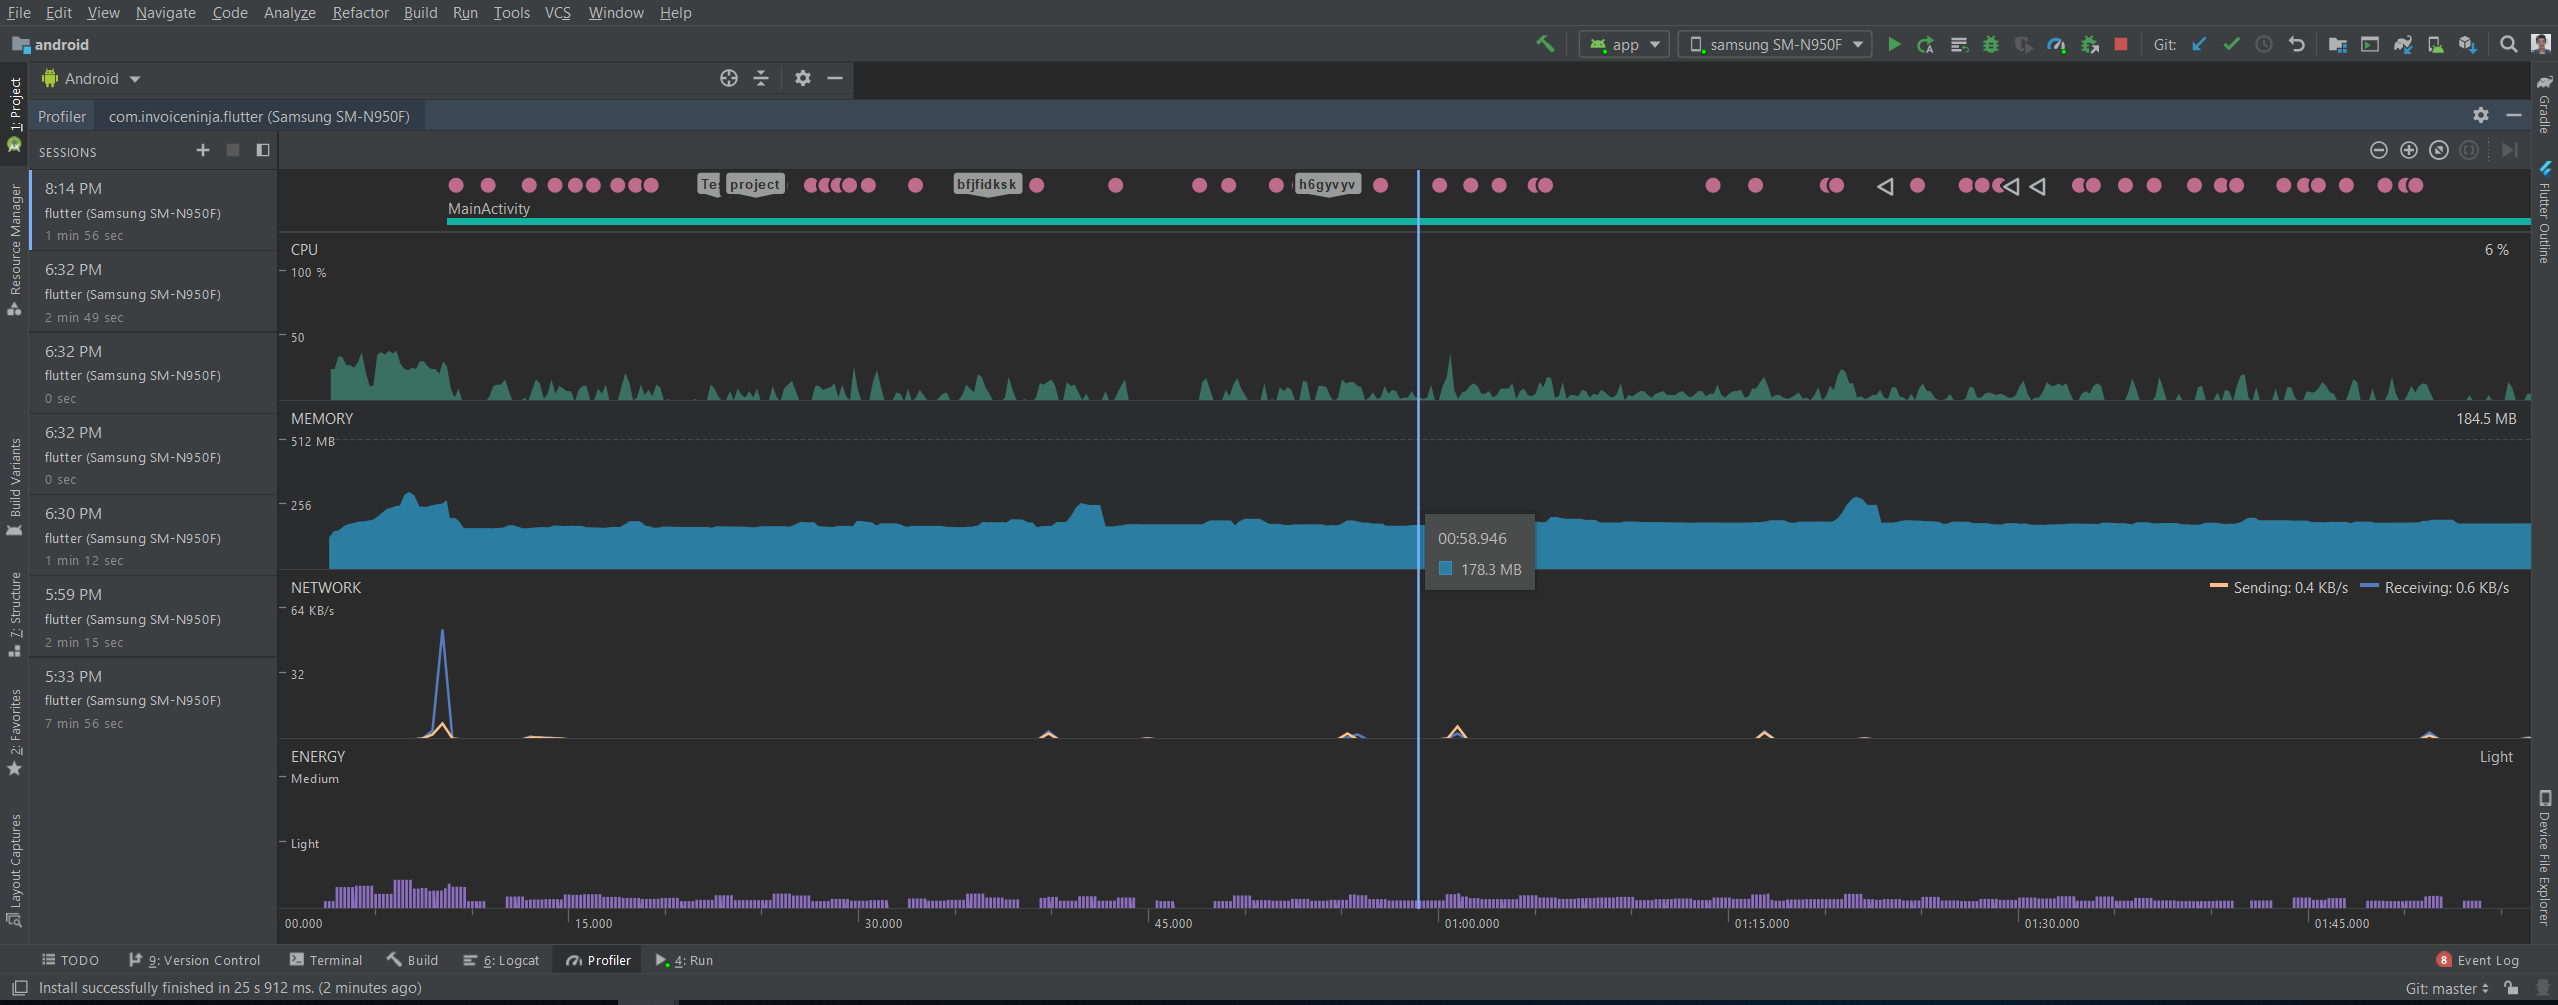 File Edit View Navigate Code Analyze Refactor Build Run Tools VCS Window Help
android
app
samsung SM-N950F
Git:
Android
Profiler com.invoiceninja.flutter (Samsung SM-N950F)
SESSIONS
8:14 PM
flutter (Samsung SM-N950F)
1 min 56 sec
6:32 PM
flutter (Samsung SM-N950F)
2 min 49 sec
6:32 PM
flutter (Samsung SM-N950F)
0 sec
6:32 PM
flutter (Samsung SM-N950F)
0 sec
6:30 PM
flutter (Samsung SM-N950F)
1 min 12 sec
5:59 PM
flutter (Samsung SM-N950F)
2 min 15 sec
5:33 PM
flutter (Samsung SM-N950F)
7 min 56 sec
project
bfjfidksk
h6gyvyv
MainActivity
CPU
6 %
100 %
50
MEMORY
184.5 MB
512 MB
256
00:58.946
178.3 MB
NETWORK
Sending: 0.4 KB/s
Receiving: 0.6 KB/s
64 KB/s
32
ENERGY
Light
Medium
Light
00.000 15.000 30.000 45.000 01:00.000 01:15.000 01:30.000 01:45.000
1: Project
Resource Manager
Build Variants
7: Structure
2: Favorites
Layout Captures
Gradle
Flutter Outline
Device File Explorer
TODO
9: Version Control
Terminal
Build
6: Logcat
Profiler
4: Run
8 Event Log
Install successfully finished in 25 s 912 ms. (2 minutes ago)
Git: master